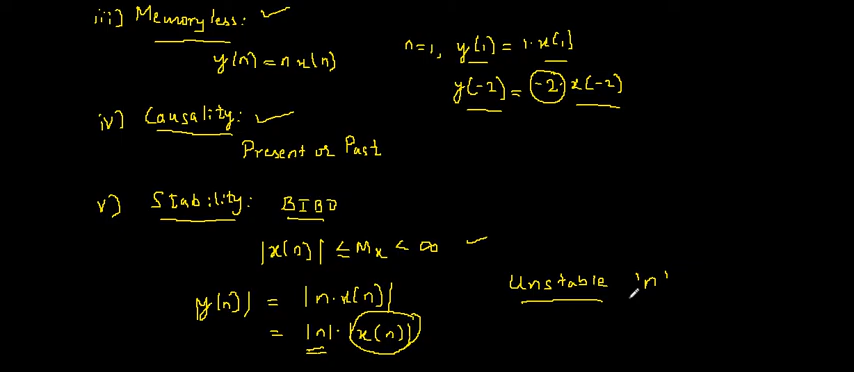 iii] Memoryless: ✓
y(n) = n x(n)
n=1, y(1) = 1·x(1)
y(-2) = -2· x(-2)
iv) Causality: ✓
Present or Past
v) Stability: BIBO
|x(n)| ≤ Mx < ∞ ✓
|y(n)| = |n·x(n)|
= |n|·|x(n)|
Unstable 'n'